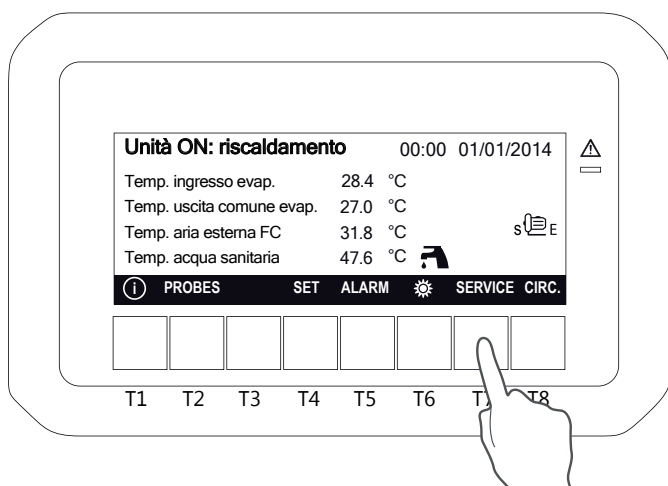 Unità ON: riscaldamento 00:00 01/01/2014
Temp. ingresso evap. 28.4 °C
Temp. uscita comune evap. 27.0 °C
Temp. aria esterna FC 31.8 °C
S E
Temp. acqua sanitaria 47.6 °C
i PROBES SET ALARM SERVICE CIRC.
T1 T2 T3 T4 T5 T6 T7 T8